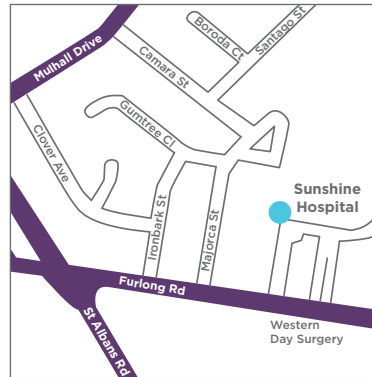 Boroda Ct
Santago St
Mulhall Drive
Camara St
Gumtree Cl
Clover Ave
Ironbark St
Majorca St
Sunshine
Hospital
Furlong Rd
St Albans Rd
Western
Day Surgery